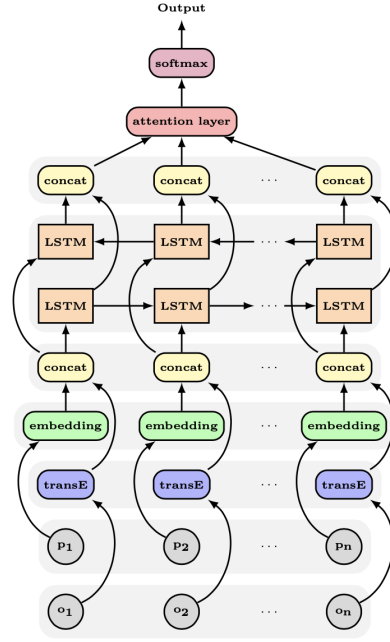 Output
softmax
attention layer
concat concat ... concat
LSTM LSTM ... LSTM
LSTM LSTM ... LSTM
concat concat ... concat
embedding embedding ... embedding
transE transE ... transE
p1 p2 ... pn
o1 o2 ... on